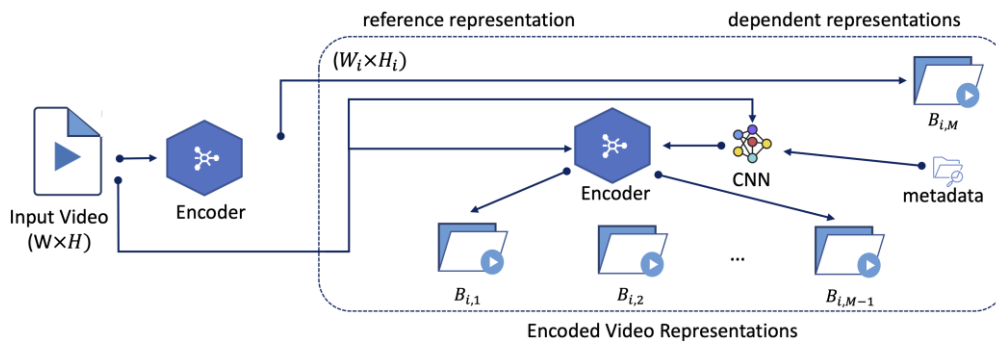 reference representation
dependent representations
(W_i×H_i)
B_{i,M}
Encoder
Encoder
CNN
metadata
Input Video
(W×H)
B_{i,1}
B_{i,2}
...
B_{i,M−1}
Encoded Video Representations